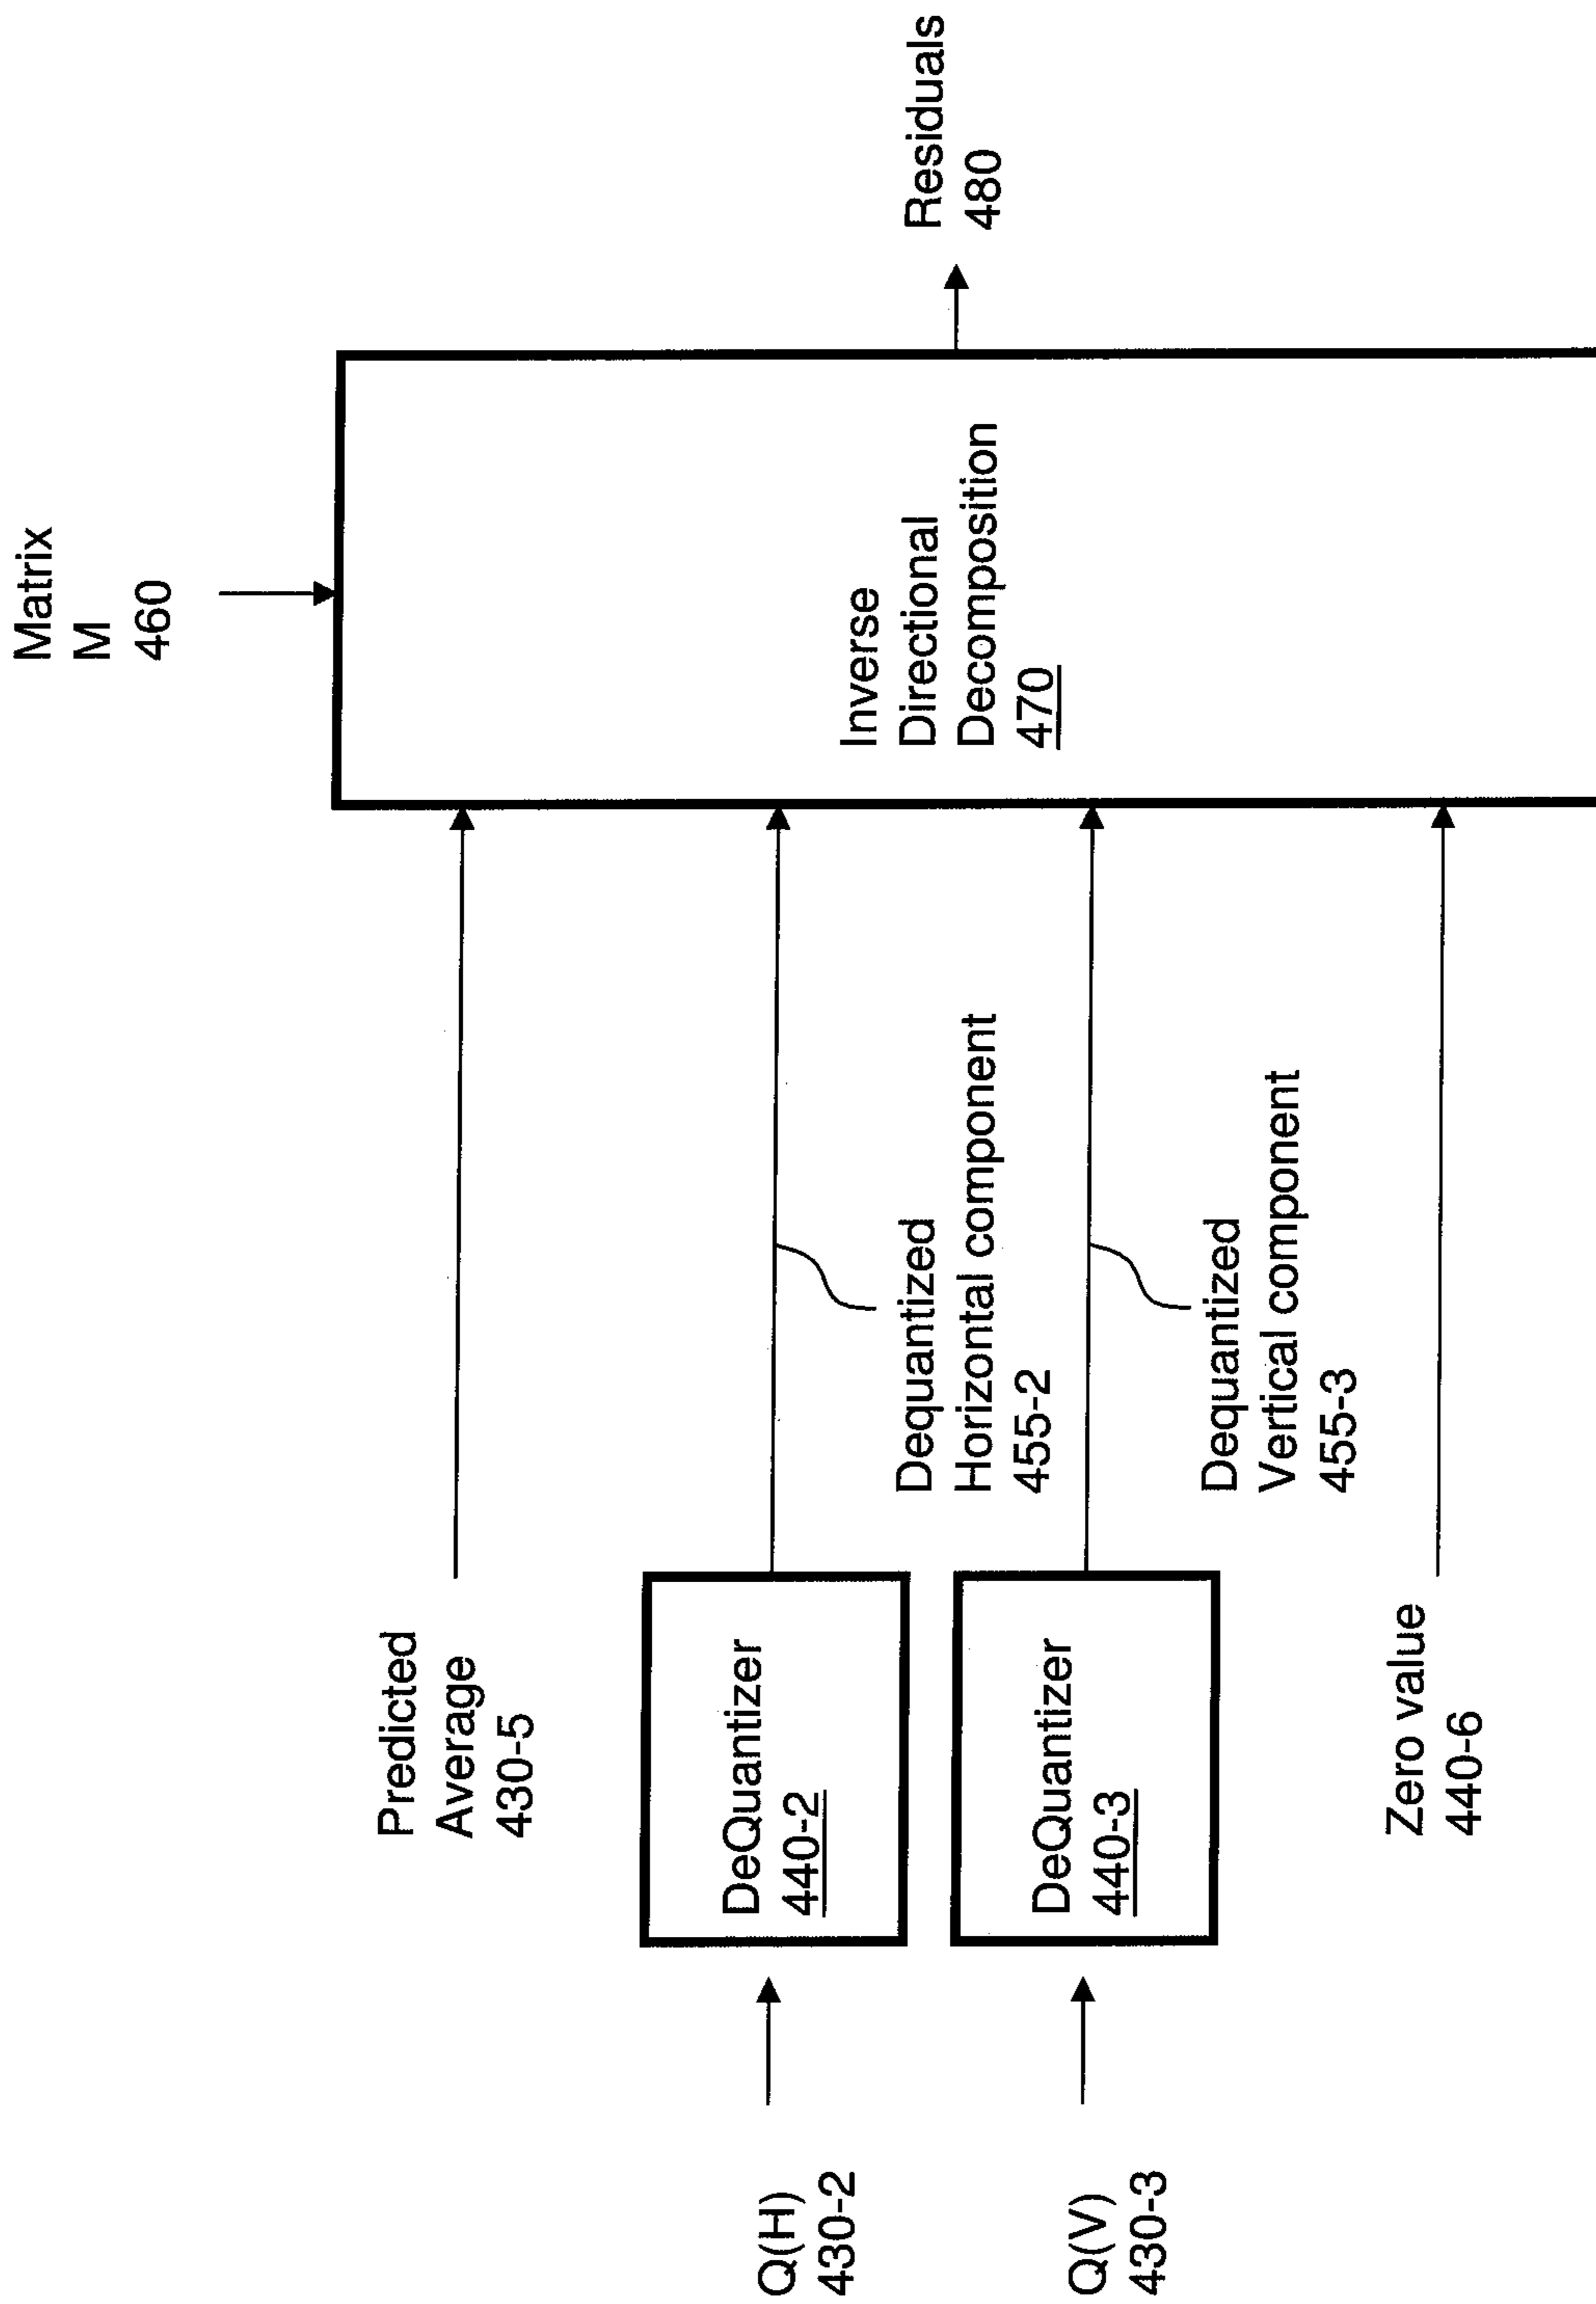 Matrix
M 460
Predicted
Average
430-5
Q(H)
430-2
DeQuantizer
440-2
Dequantized
Horizontal component
455-2
Q(V)
430-3
DeQuantizer
440-3
Dequantized
Vertical component
455-3
Zero value
440-6
Inverse
Directional
Decomposition
470
Residuals
480